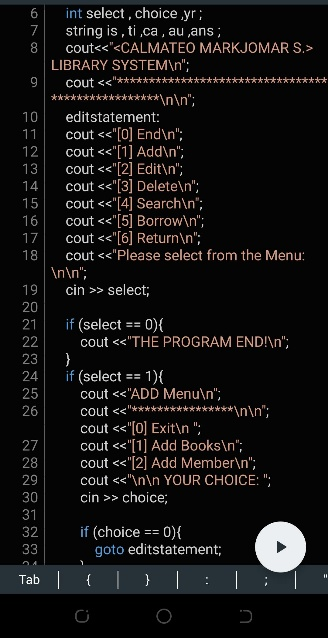 6 int select , choice ,yr ;
7 string is , ti ,ca , au ,ans ;
8 cout<<"<CALMATEO MARKJOMAR S.>
LIBRARY SYSTEM\n";
9 cout <<"********************************
*****************\n\n";
10 editstatement:
11 cout <<"[0] End\n";
12 cout <<"[1] Add\n";
13 cout <<"[2] Edit\n";
14 cout <<"[3] Delete\n";
15 cout <<"[4] Search\n";
16 cout <<"[5] Borrow\n";
17 cout <<"[6] Return\n";
18 cout <<"Please select from the Menu:
\n\n";
19 cin >> select;
20
21 if (select == 0){
22 cout <<"THE PROGRAM END!\n";
23 }
24 if (select == 1){
25 cout <<"ADD Menu\n";
26 cout <<"****************\n\n";
cout <<"[0] Exit\n ";
27 cout <<"[1] Add Books\n";
28 cout <<"[2] Add Member\n";
29 cout <<"\n\n YOUR CHOICE: ";
30 cin >> choice;
31
32 if (choice == 0){
33 goto editstatement;
34 }
Tab { } : ; "